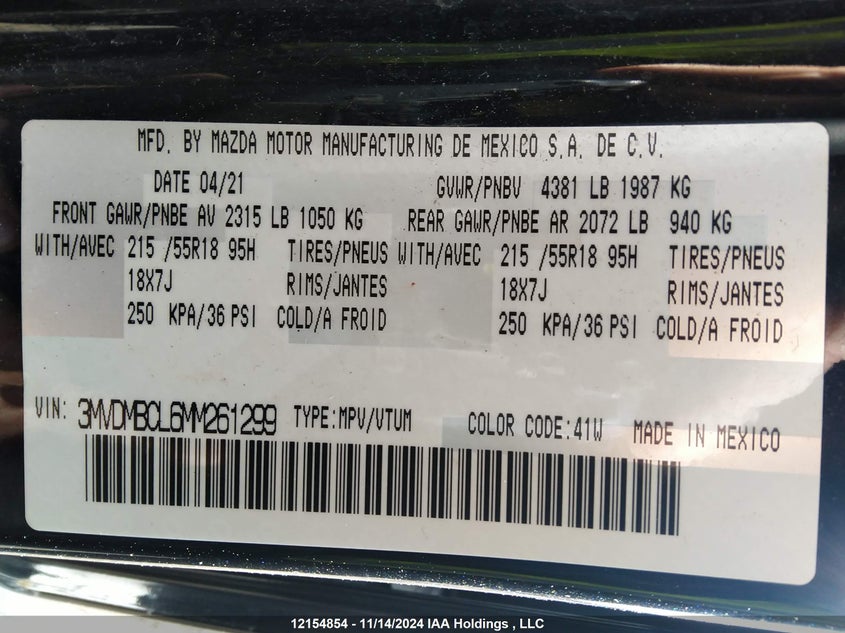 MFD. BY MAZDA MOTOR MANUFACTURING DE MEXICO S.A. DE C.V.
DATE 04/21 GVWR/PNBV 4381 LB 1987 KG
FRONT GAWR/PNBE AV 2315 LB 1050 KG REAR GAWR/PNBE AR 2072 LB 940 KG
WITH/AVEC 215 /55R18 95H TIRES/PNEUS WITH/AVEC 215 /55R18 95H TIRES/PNEUS
18X7J RIMS/JANTES 18X7J RIMS/JANTES
250 KPA/36 PSI COLD/A FROID 250 KPA/36 PSI COLD/A FROID
VIN: 3MVDMBCL6MM261299 TYPE:MPV/VTUM COLOR CODE:41W MADE IN MEXICO
12154854 - 11/14/2024 IAA Holdings , LLC